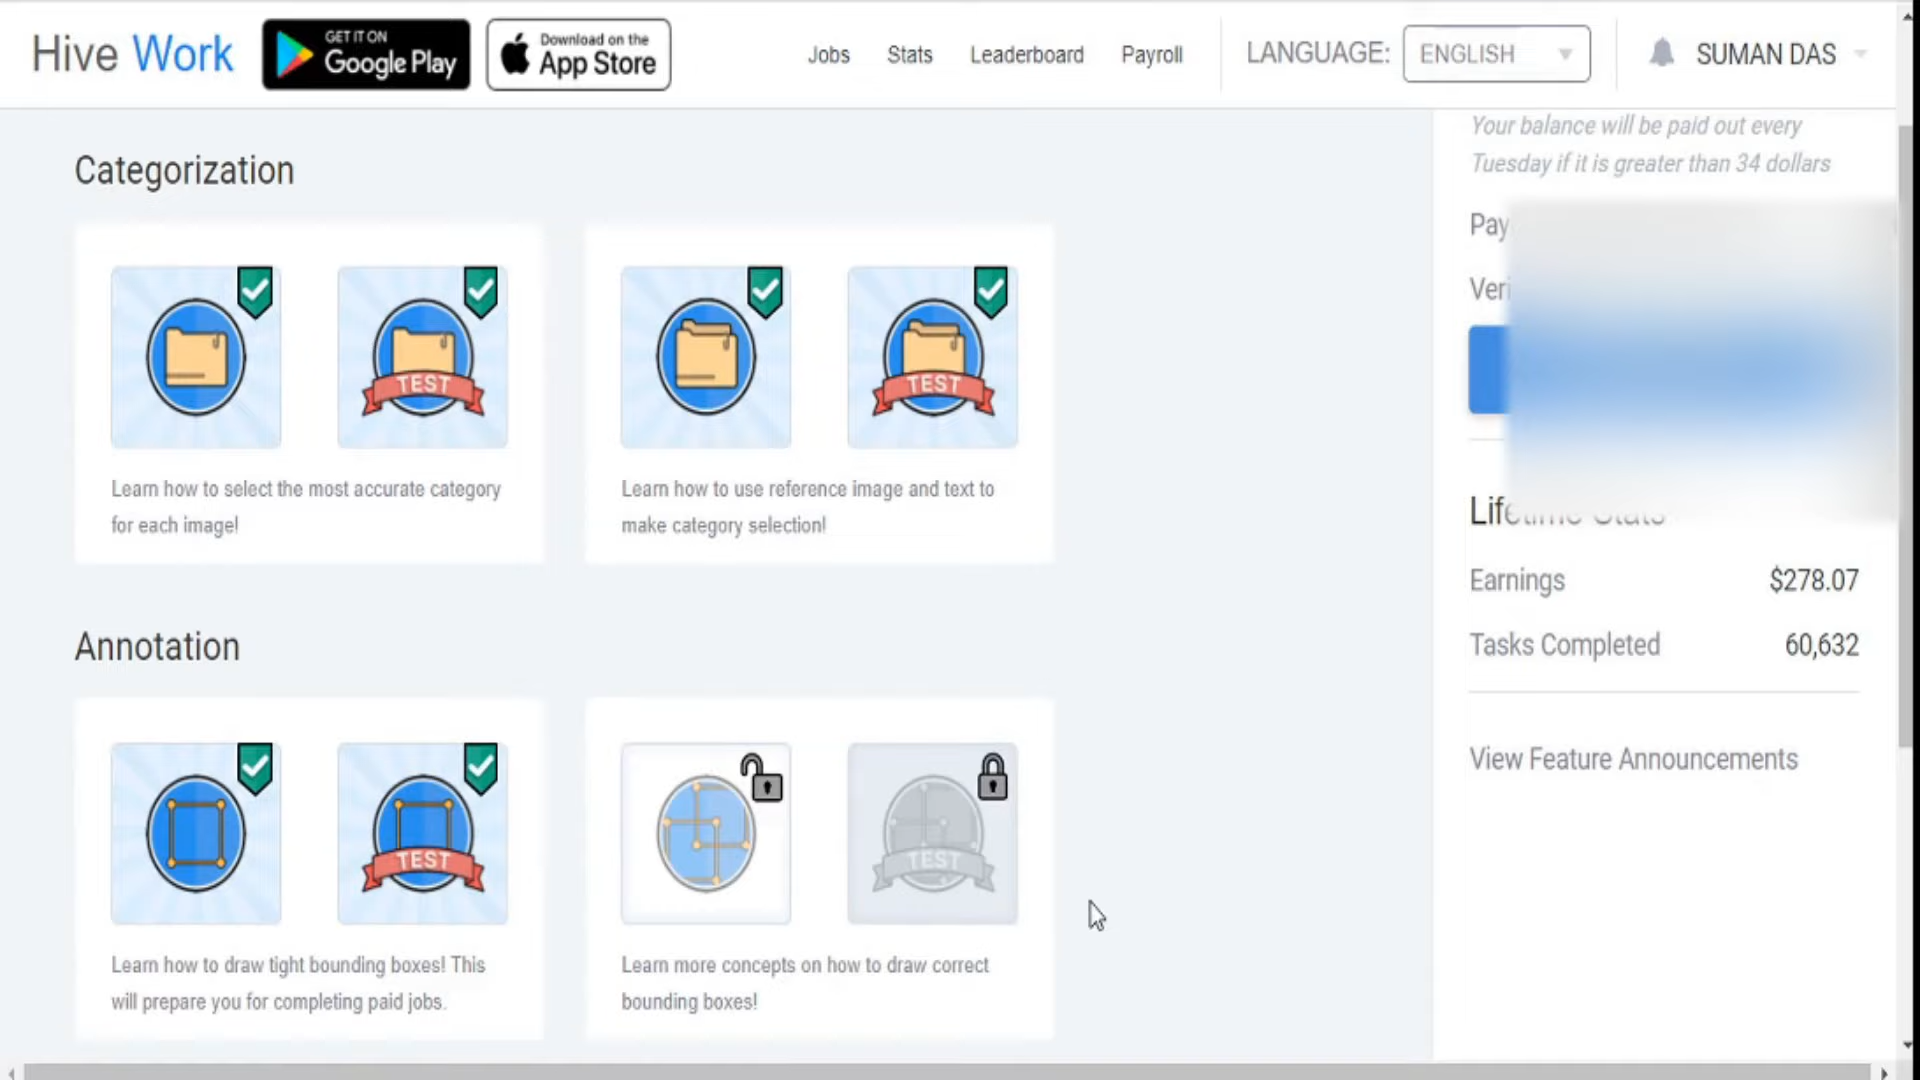 Hive Work
GET IT ON
Google Play
Download on the
App Store
Jobs
Stats
Leaderboard
Payroll
LANGUAGE:
ENGLISH
SUMAN DAS
Your balance will be paid out every
Tuesday if it is greater than 34 dollars
Categorization
TEST
TEST
Learn how to select the most accurate category
for each image!
Learn how to use reference image and text to
make category selection!
Lifetime Stats
Earnings
$278.07
Tasks Completed
60,632
View Feature Announcements
Annotation
TEST
TEST
Learn how to draw tight bounding boxes! This
will prepare you for completing paid jobs.
Learn more concepts on how to draw correct
bounding boxes!